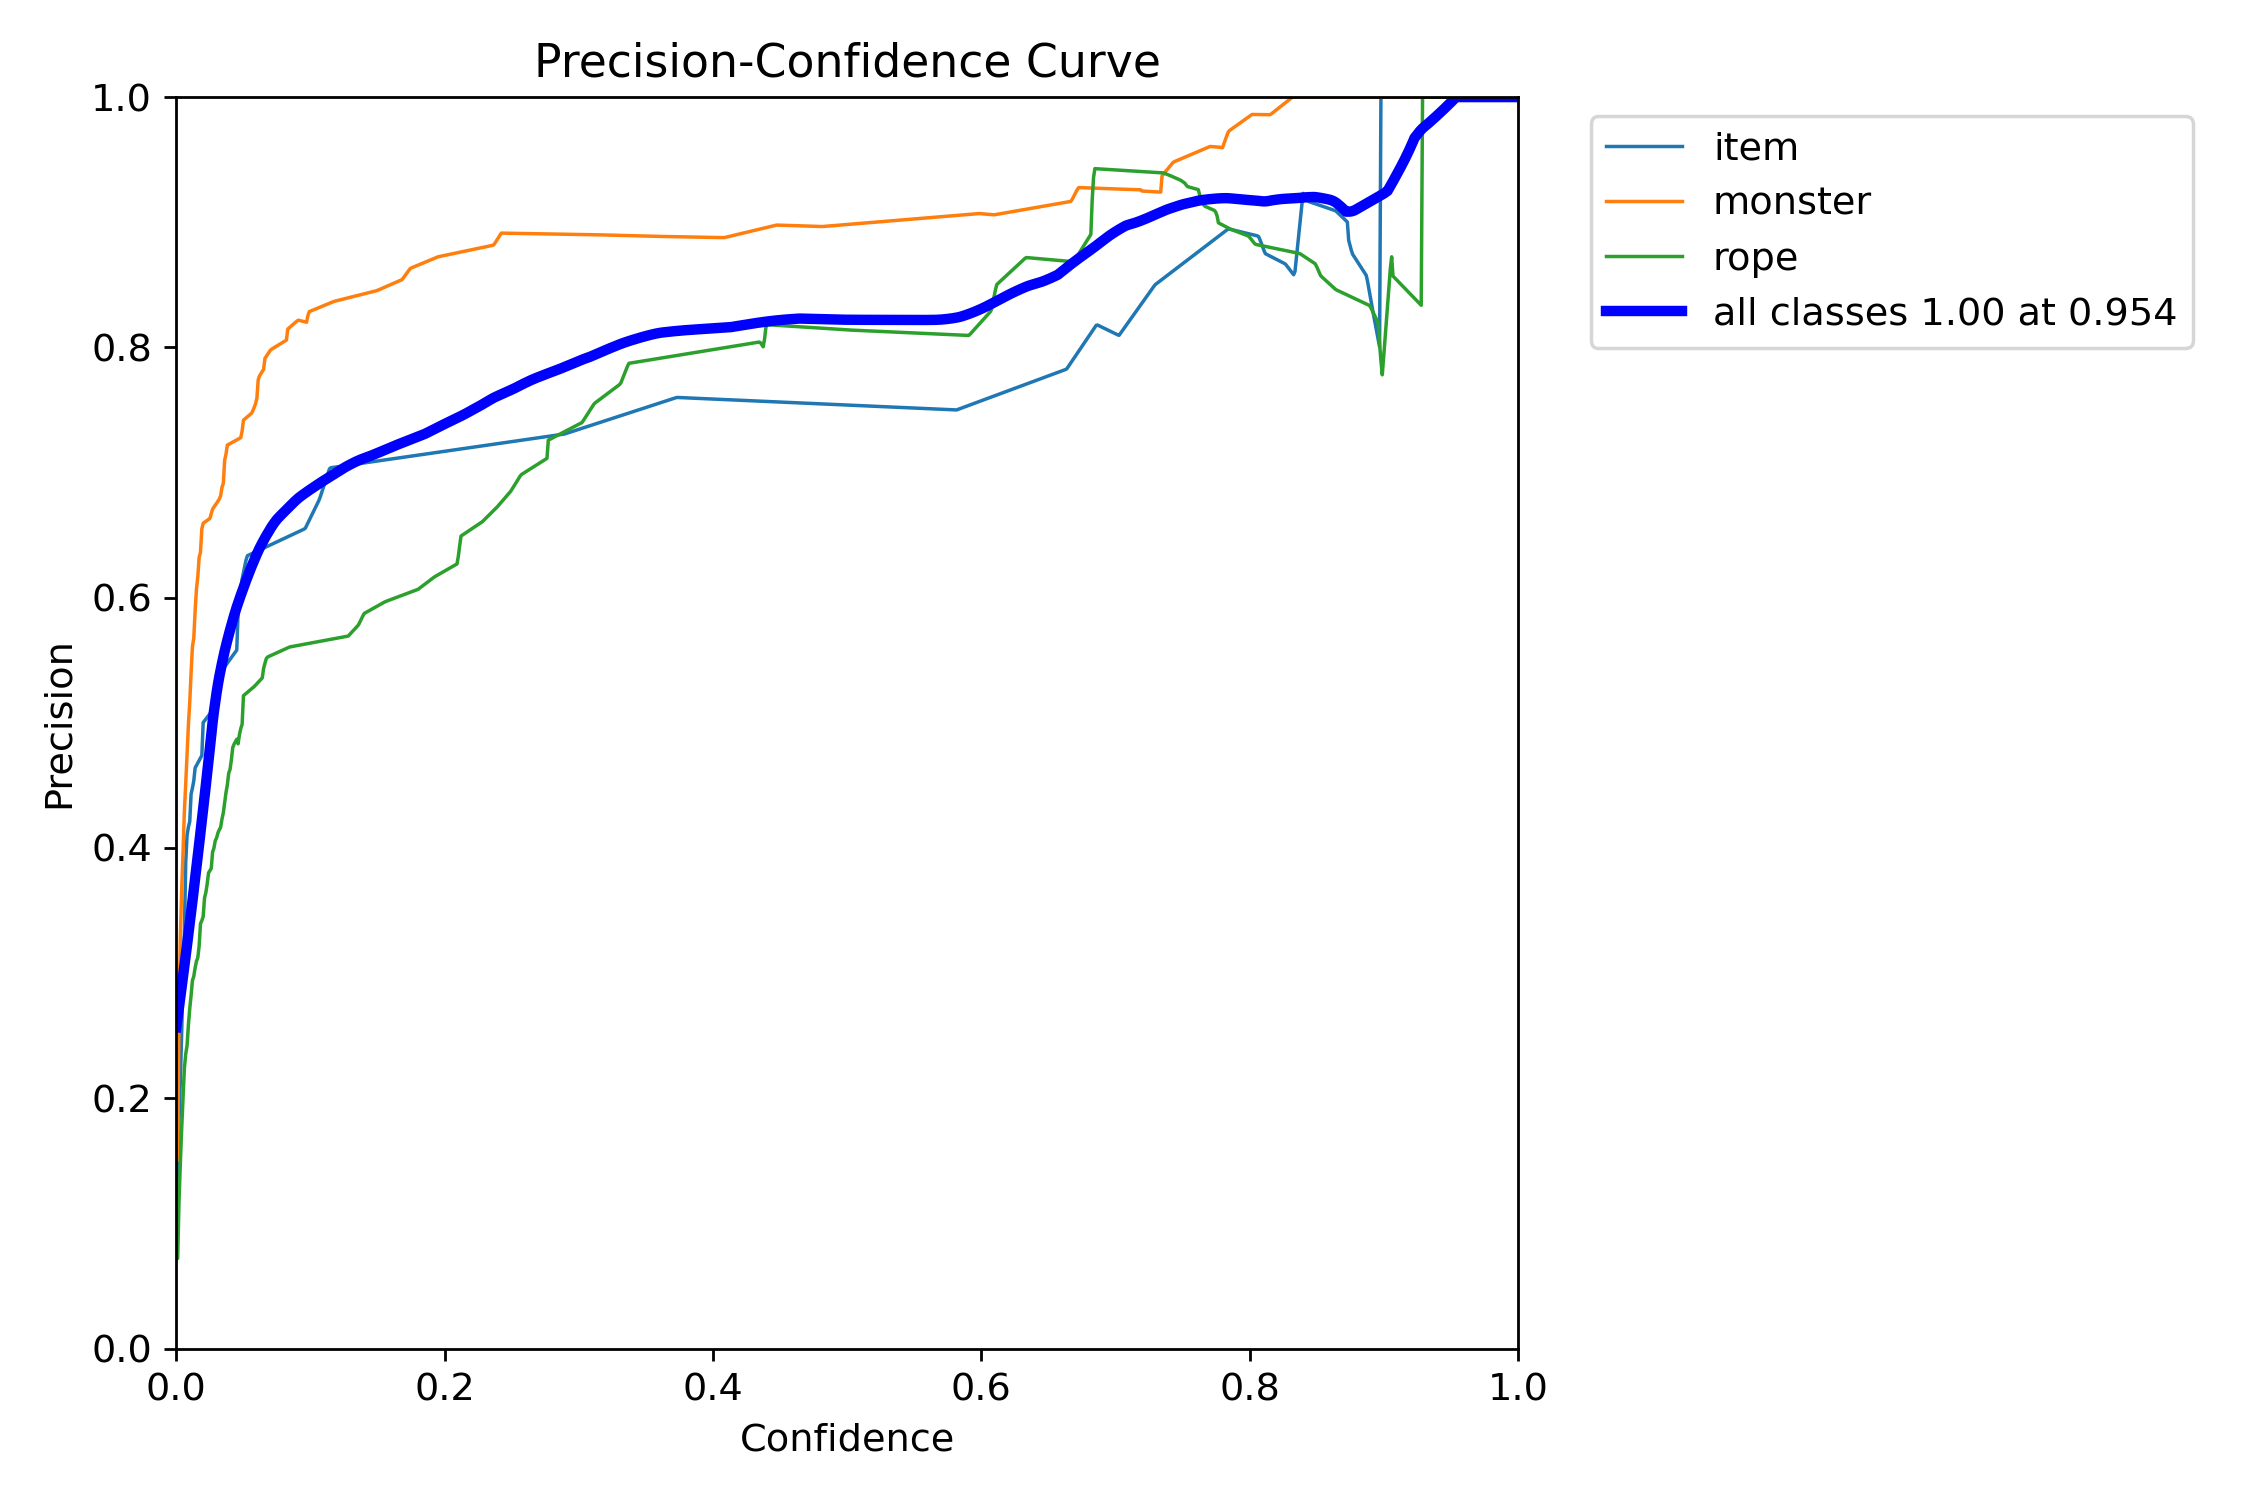 Precision-Confidence Curve
1.0
0.8
0.6
0.4
0.2
0.0
Precision
0.0 0.2 0.4 0.6 0.8 1.0
Confidence
item
monster
rope
all classes 1.00 at 0.954